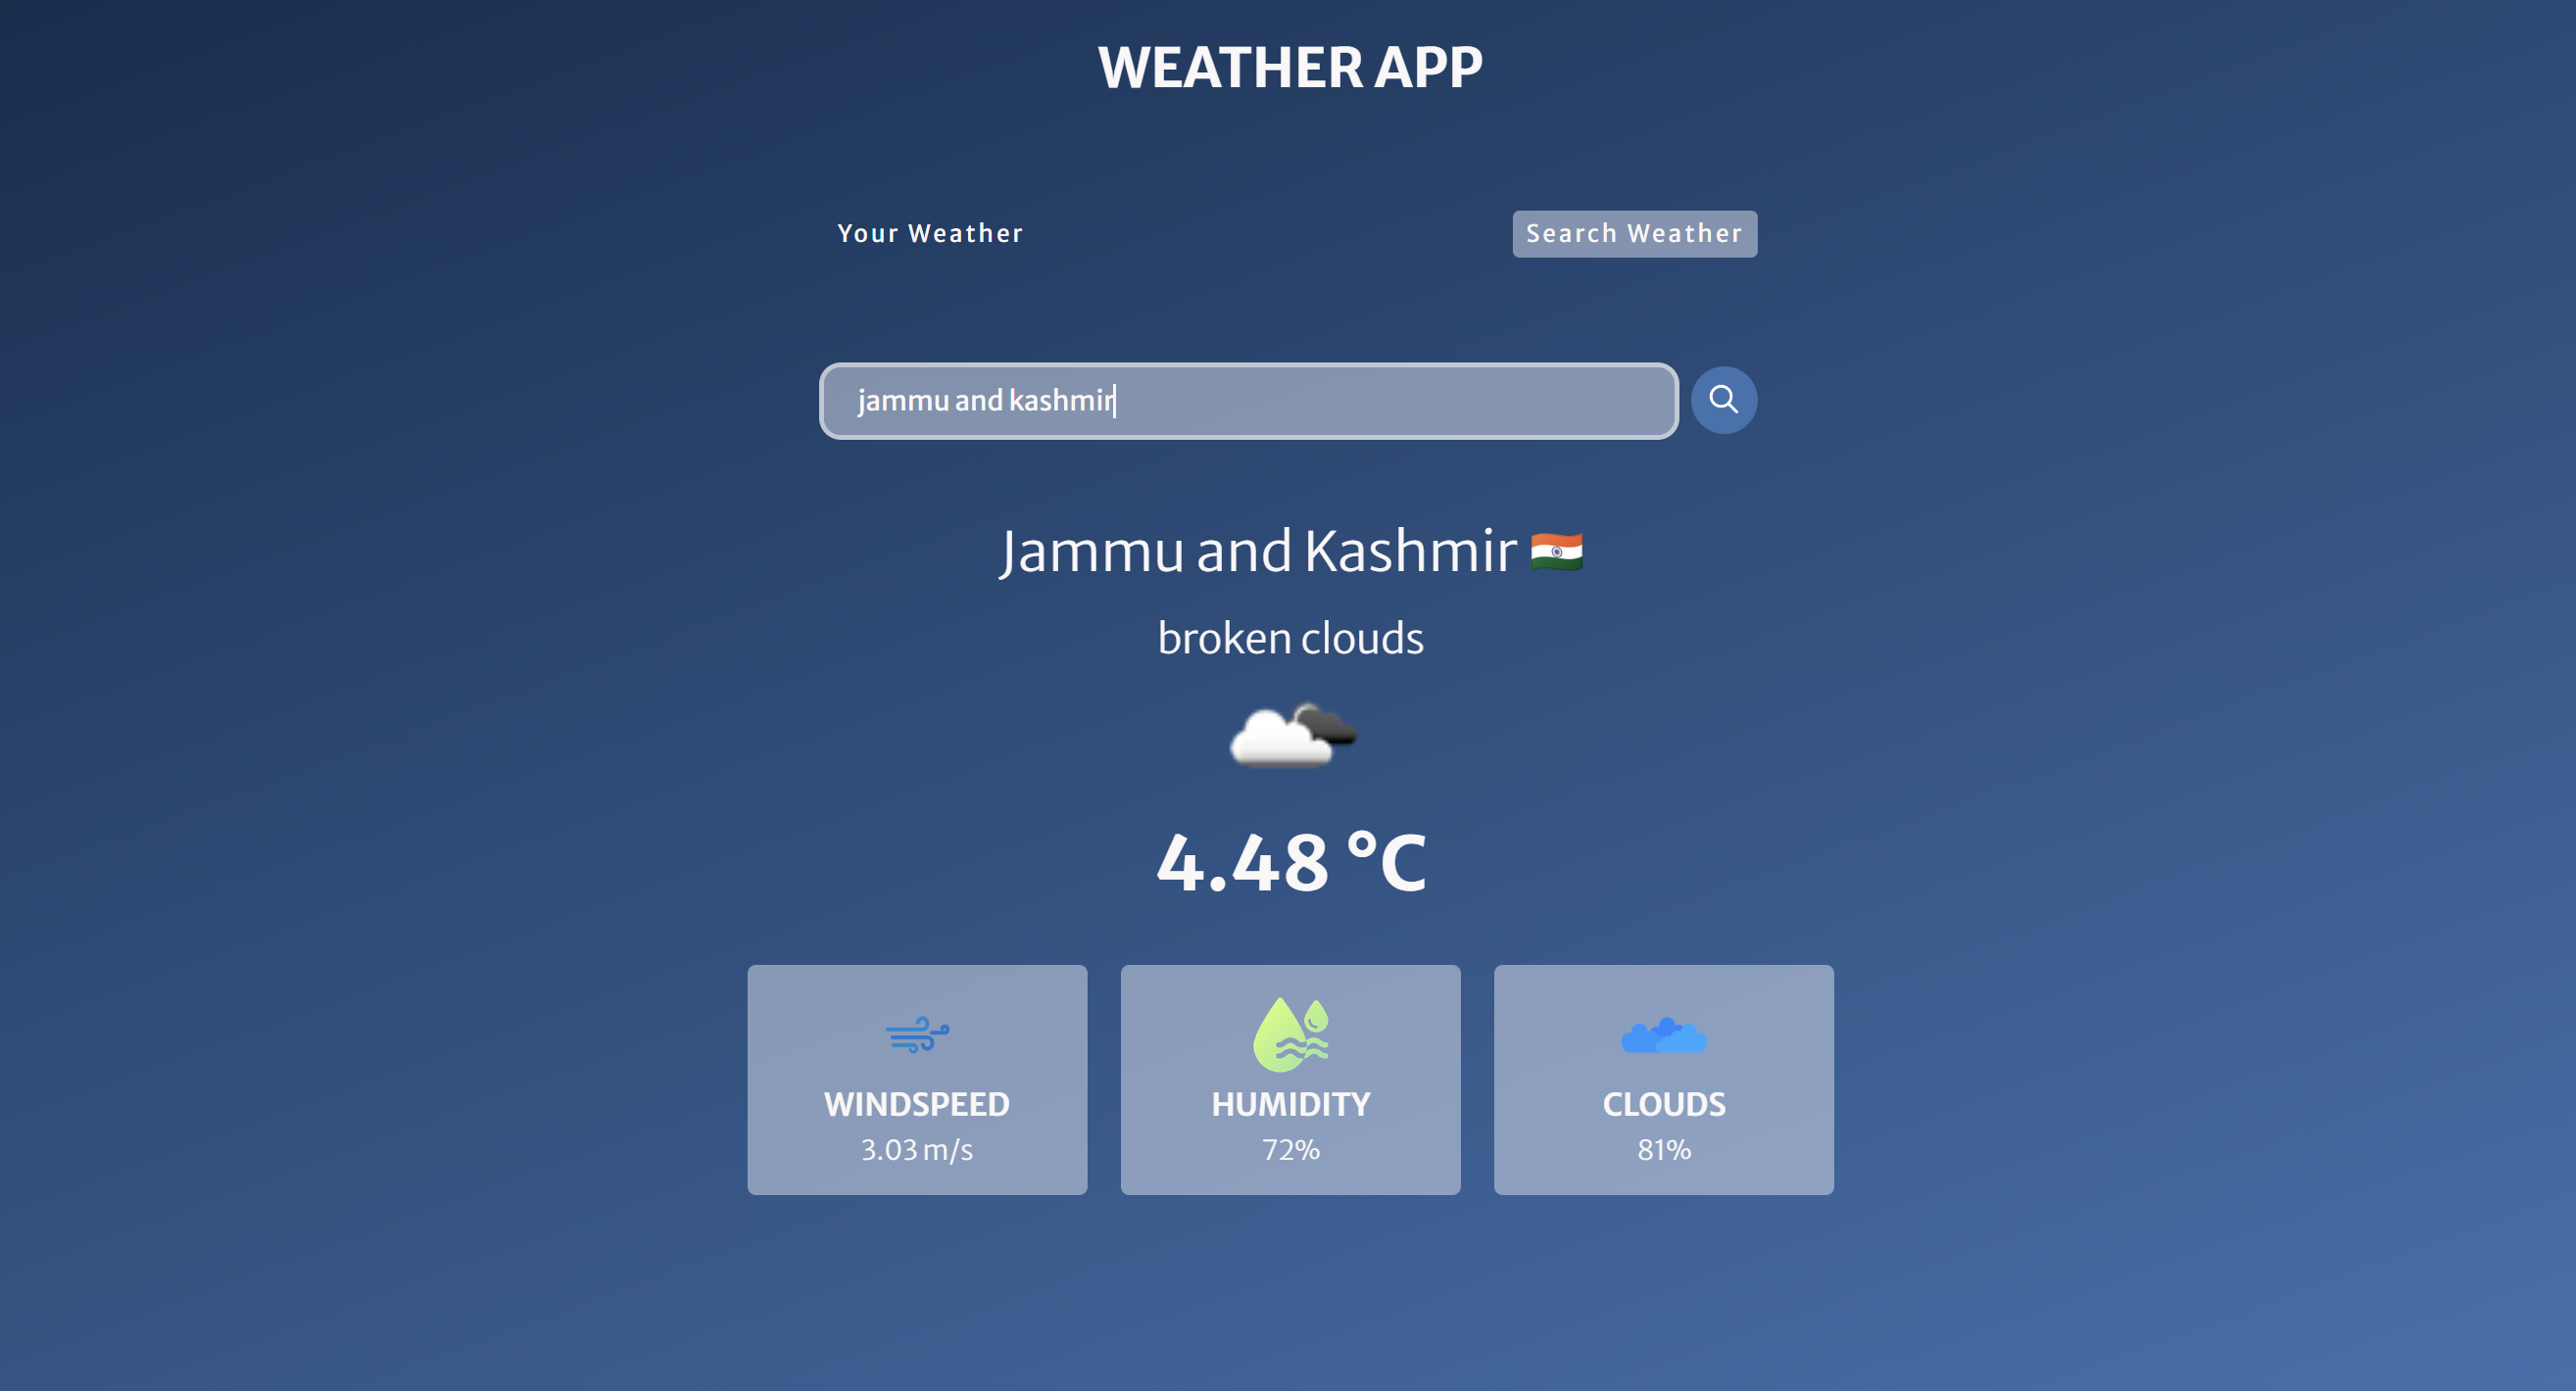 WEATHER APP
Your Weather
Search Weather
jammu and kashmir
Jammu and Kashmir
broken clouds
4.48 °C
WINDSPEED
3.03 m/s
HUMIDITY
72%
CLOUDS
81%